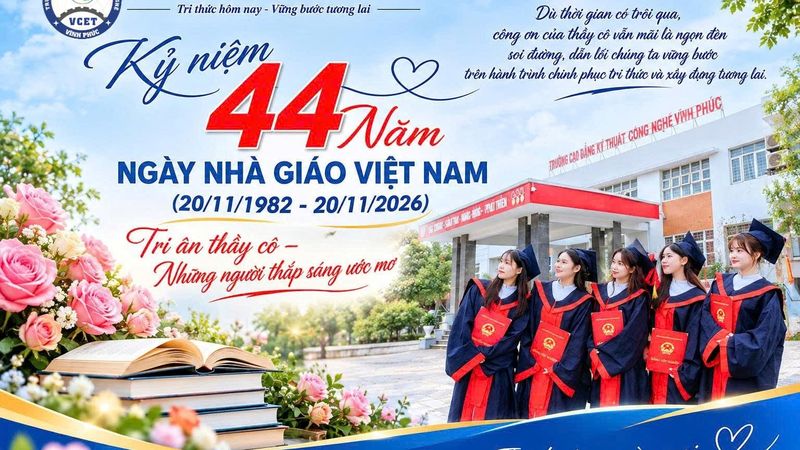 VCET
VĨNH PHÚC
Tri thức hôm nay - Vững bước tương lai
Dù thời gian có trôi qua,
công ơn của thầy cô vẫn mãi là ngọn đèn
soi đường, dẫn lối chúng ta vững bước
trên hành trình chinh phục tri thức và xây dựng tương lai.
Kỷ niệm
44 Năm
NGÀY NHÀ GIÁO VIỆT NAM
(20/11/1982 - 20/11/2026)
Tri ân thầy cô –
Những người thắp sáng ước mơ
TRƯỜNG CAO ĐẲNG KỸ THUẬT CÔNG NGHỆ VĨNH PHÚC